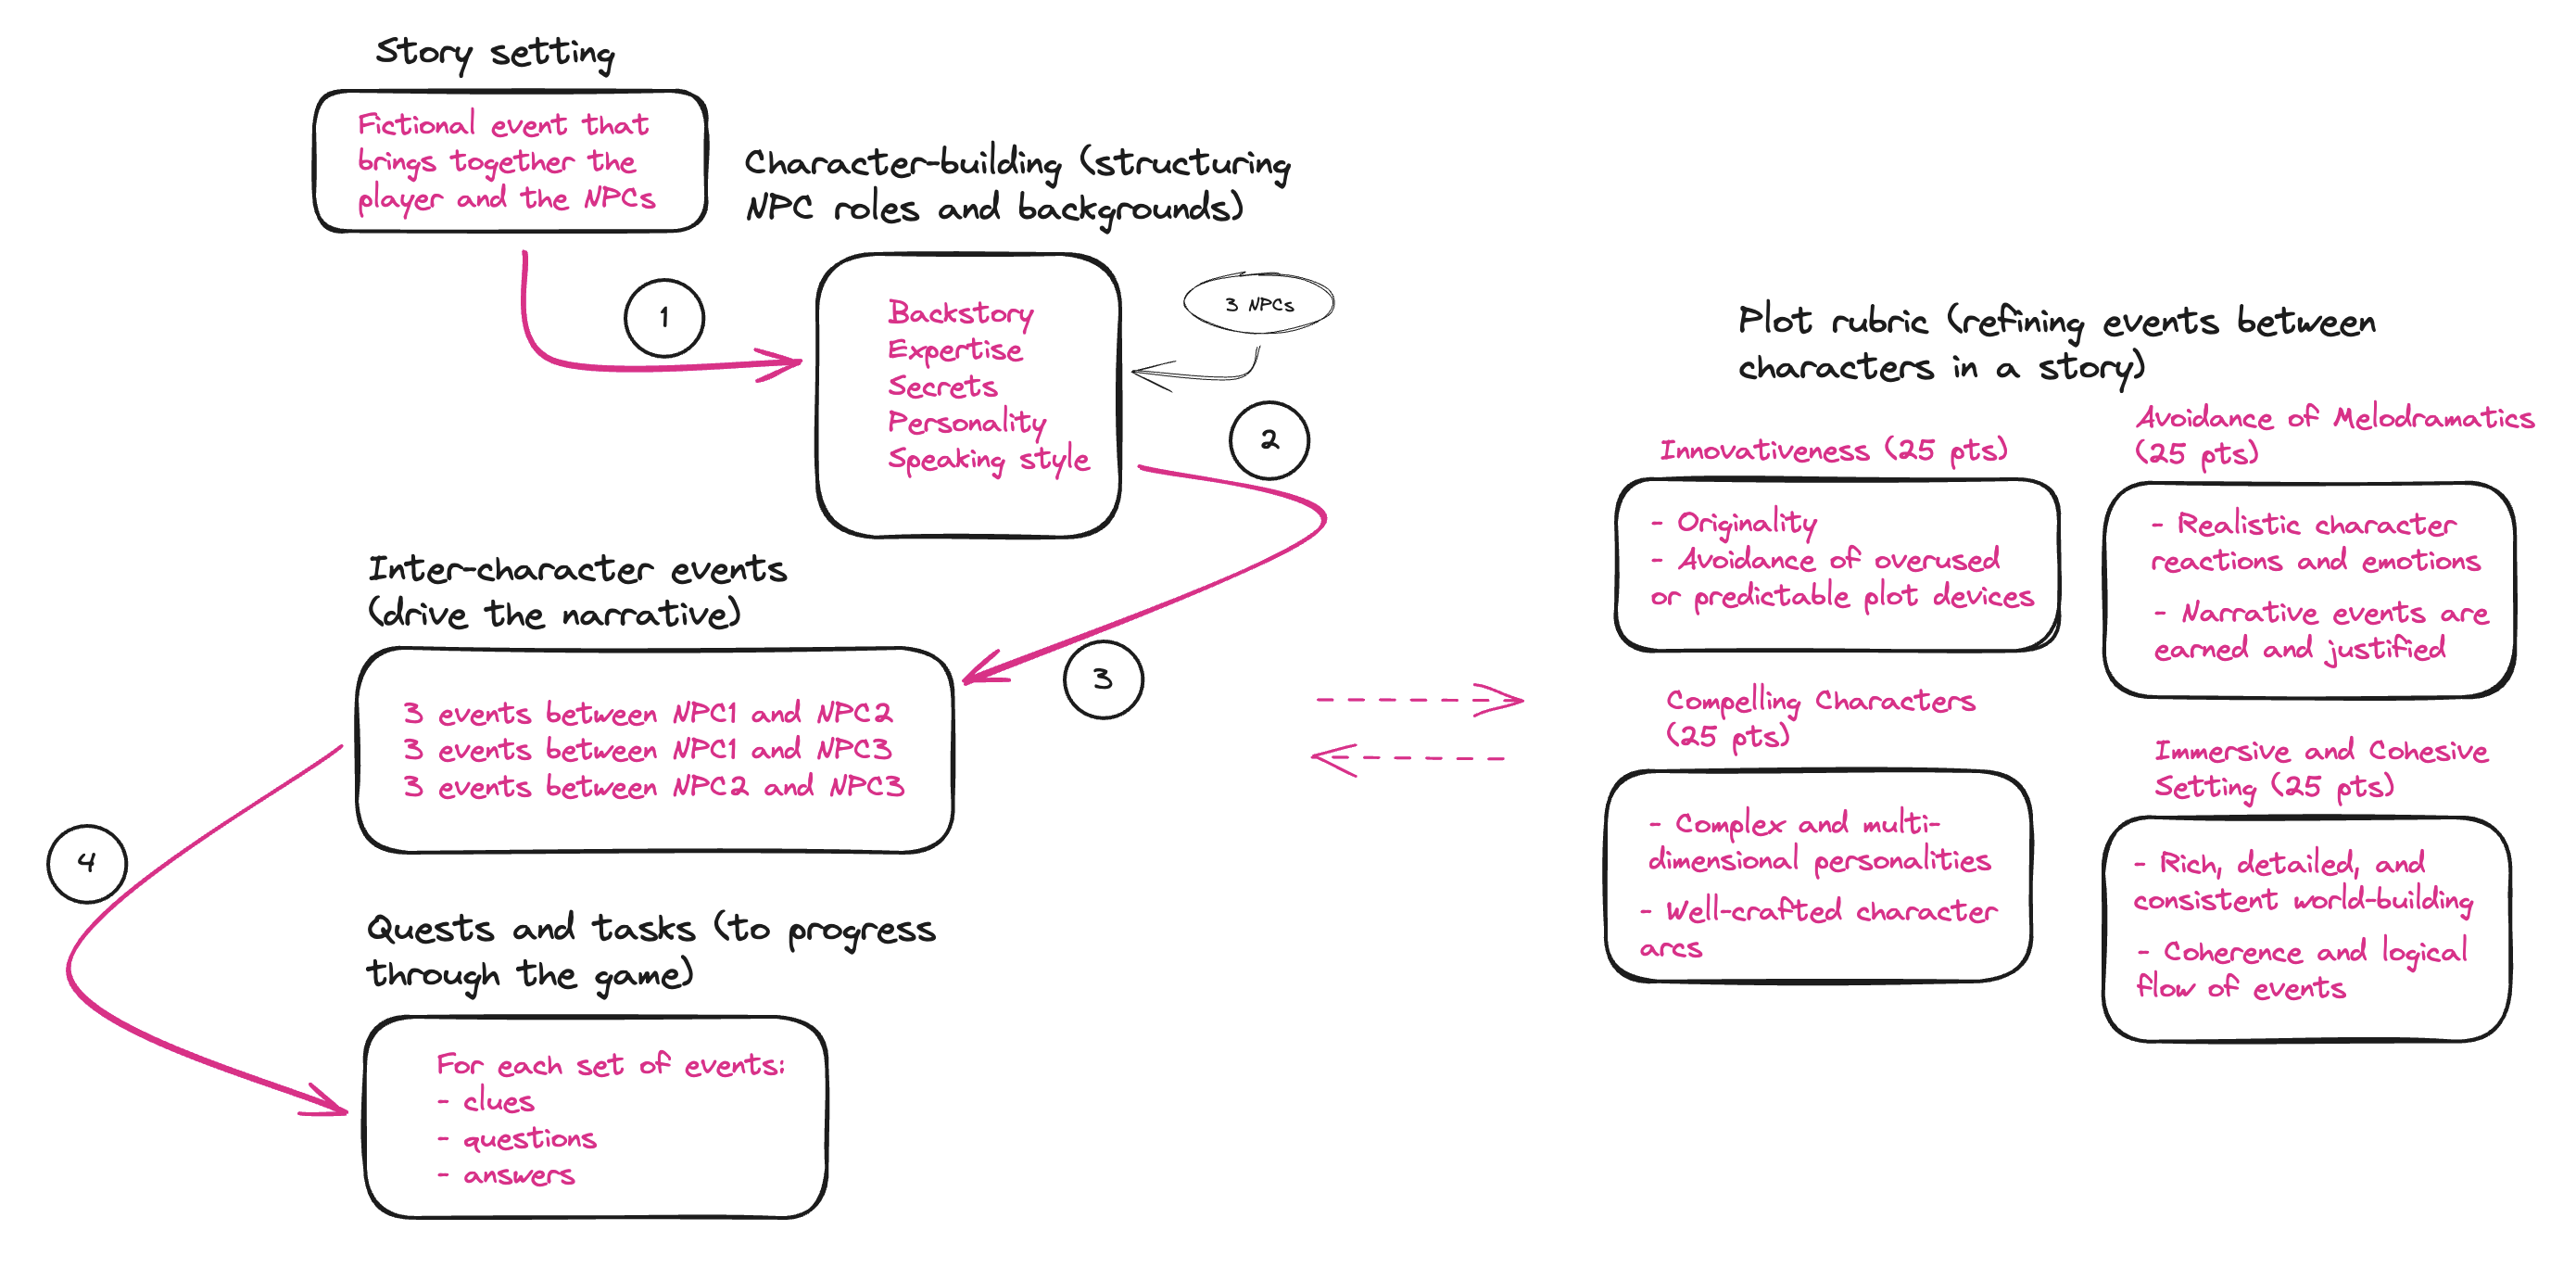 Story setting
Fictional event that
brings together the
player and the NPCs
Character-building (structuring
NPC roles and backgrounds)
1
Backstory
Expertise
Secrets
Personality
Speaking style
3 NPCs
2
Inter-character events
(drive the narrative)
3
3 events between NPC1 and NPC2
3 events between NPC1 and NPC3
3 events between NPC2 and NPC3
4
Quests and tasks (to progress
through the game)
For each set of events:
- clues
- questions
- answers
Plot rubric (refining events between
characters in a story)
Innovativeness (25 pts)
- Originality
- Avoidance of overused
or predictable plot devices
Avoidance of Melodramatics
(25 pts)
- Realistic character
reactions and emotions
- Narrative events are
earned and justified
Compelling Characters
(25 pts)
- Complex and multi-
dimensional personalities
- Well-crafted character
arcs
Immersive and Cohesive
Setting (25 pts)
- Rich, detailed, and
consistent world-building
- Coherence and logical
flow of events